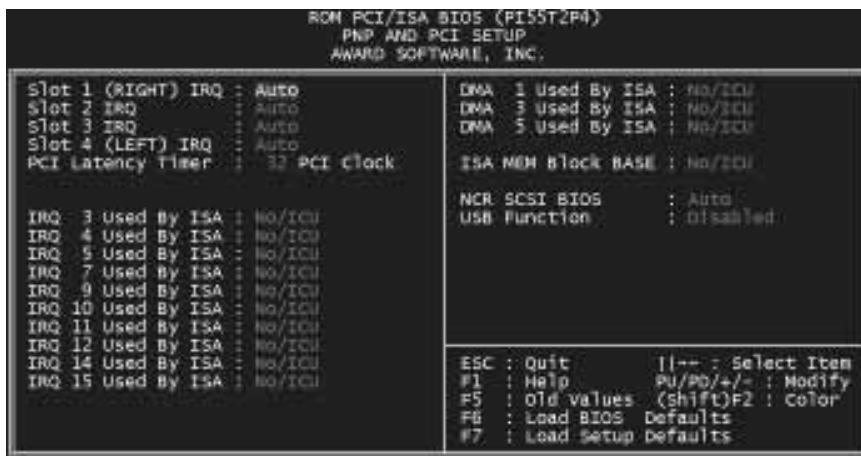 ROM PCI/ISA BIOS (PI55T2P4)
PNP AND PCI SETUP
AWARD SOFTWARE, INC.
Slot 1 (RIGHT) IRQ : Auto
Slot 2 IRQ : Auto
Slot 3 IRQ : Auto
Slot 4 (LEFT) IRQ : Auto
PCI Latency Timer : 32 PCI Clock
IRQ 3 Used By ISA : No/ICU
IRQ 4 Used By ISA : No/ICU
IRQ 5 Used By ISA : No/ICU
IRQ 7 Used By ISA : No/ICU
IRQ 9 Used By ISA : No/ICU
IRQ 10 Used By ISA : No/ICU
IRQ 11 Used By ISA : No/ICU
IRQ 12 Used By ISA : No/ICU
IRQ 14 Used By ISA : No/ICU
IRQ 15 Used By ISA : No/ICU
DMA 1 Used By ISA : No/ICU
DMA 3 Used By ISA : No/ICU
DMA 5 Used By ISA : No/ICU
ISA MEM Block BASE : No/ICU
NCR SCSI BIOS : Auto
USB Function : Disabled
ESC : Quit ||-- : Select Item
F1 : Help PU/PD/+/- : Modify
F5 : Old Values (Shift)F2 : Color
F6 : Load BIOS Defaults
F7 : Load Setup Defaults